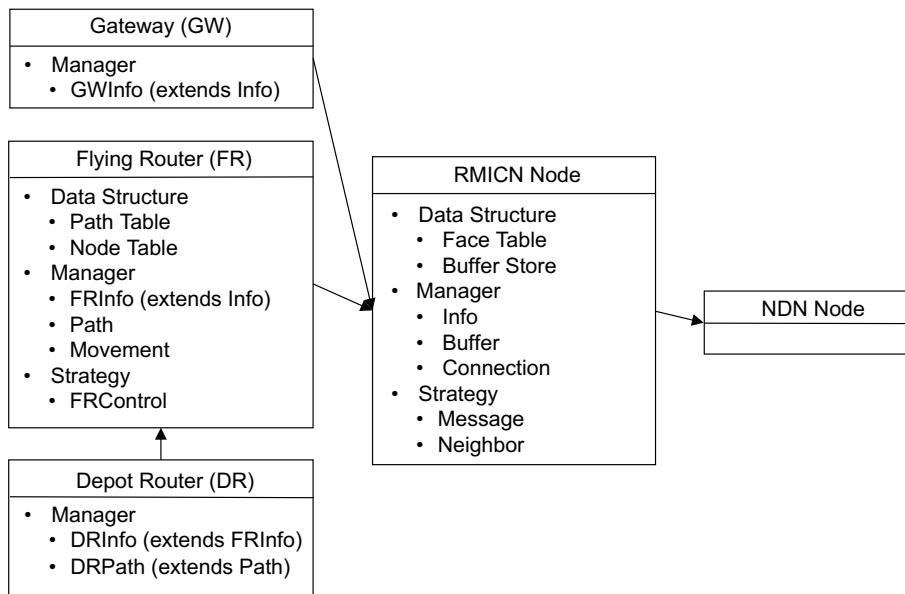 Gateway (GW)
• Manager
• GWInfo (extends Info)
Flying Router (FR)
• Data Structure
• Path Table
• Node Table
• Manager
• FRInfo (extends Info)
• Path
• Movement
• Strategy
• FRControl
Depot Router (DR)
• Manager
• DRInfo (extends FRInfo)
• DRPath (extends Path)
RMICN Node
• Data Structure
• Face Table
• Buffer Store
• Manager
• Info
• Buffer
• Connection
• Strategy
• Message
• Neighbor
NDN Node